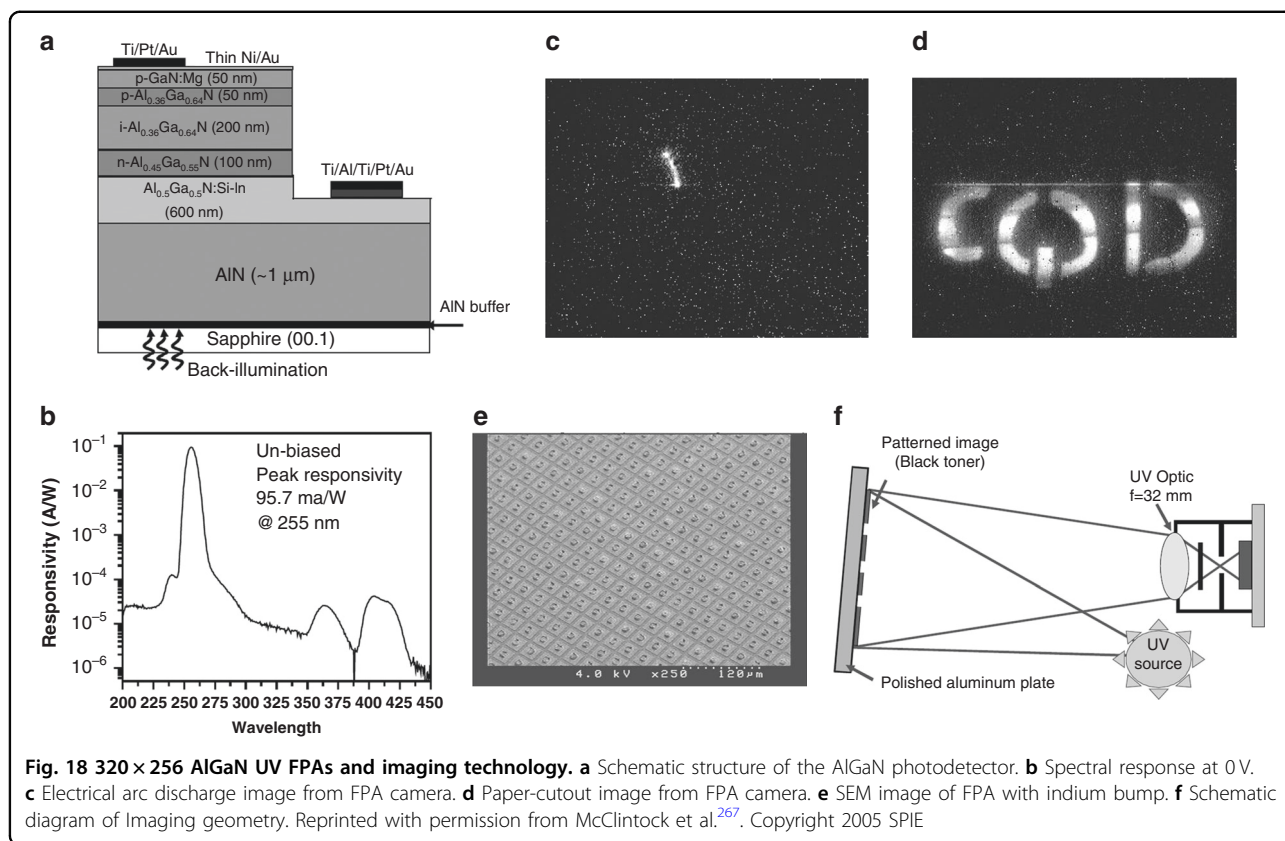 a
Ti/Pt/Au
Thin Ni/Au
p-GaN:Mg (50 nm)
p-Al0.36Ga0.64N (50 nm)
i-Al0.36Ga0.64N (200 nm)
n-Al0.45Ga0.55N (100 nm)
Al0.5Ga0.5N:Si-In
(600 nm)
Ti/Al/Ti/Pt/Au
AlN (~1 μm)
AlN buffer
Sapphire (00.1)
Back-illumination
c
d
CQD
b
Responsivity (A/W)
10⁻¹
10⁻²
10⁻³
10⁻⁴
10⁻⁵
10⁻⁶
Un-biased
Peak responsivity
95.7 ma/W
@ 255 nm
200 225 250 275 300 325 350 375 400 425 450
Wavelength
e
4.0 kV x250 120μm
f
Patterned image
(Black toner)
UV Optic
f=32 mm
UV
source
Polished aluminum plate
Fig. 18 320 × 256 AlGaN UV FPAs and imaging technology. a Schematic structure of the AlGaN photodetector. b Spectral response at 0 V.
c Electrical arc discharge image from FPA camera. d Paper-cutout image from FPA camera. e SEM image of FPA with indium bump. f Schematic
diagram of Imaging geometry. Reprinted with permission from McClintock et al.²⁶⁷. Copyright 2005 SPIE